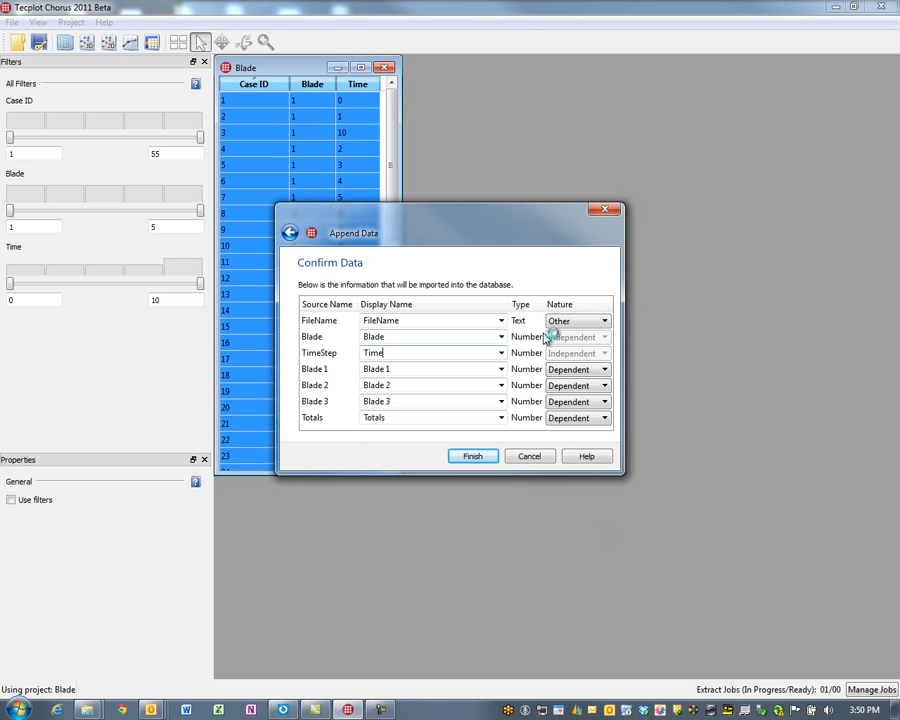 Tecplot Chorus 2011 Beta
File View Project Help
Filters
All Filters
Case ID
1 55
Blade
1 5
Time
0 10
Properties
General
Use filters
Blade
Case ID Blade Time
1 1 0
2 1 1
3 1 10
4 1 2
5 1 3
6 1 4
7 1 5
8
9
10
11
12
13
14
15
16
17
18
19
20
21
22
23
Append Data
Confirm Data
Below is the information that will be imported into the database.
Source Name Display Name Type Nature
FileName FileName Text Other
Blade Blade Number Independent
TimeStep Time Number Independent
Blade 1 Blade 1 Number Dependent
Blade 2 Blade 2 Number Dependent
Blade 3 Blade 3 Number Dependent
Totals Totals Number Dependent
Finish Cancel Help
Using project: Blade
Extract Jobs (In Progress/Ready): 01/00 Manage Jobs
3:50 PM